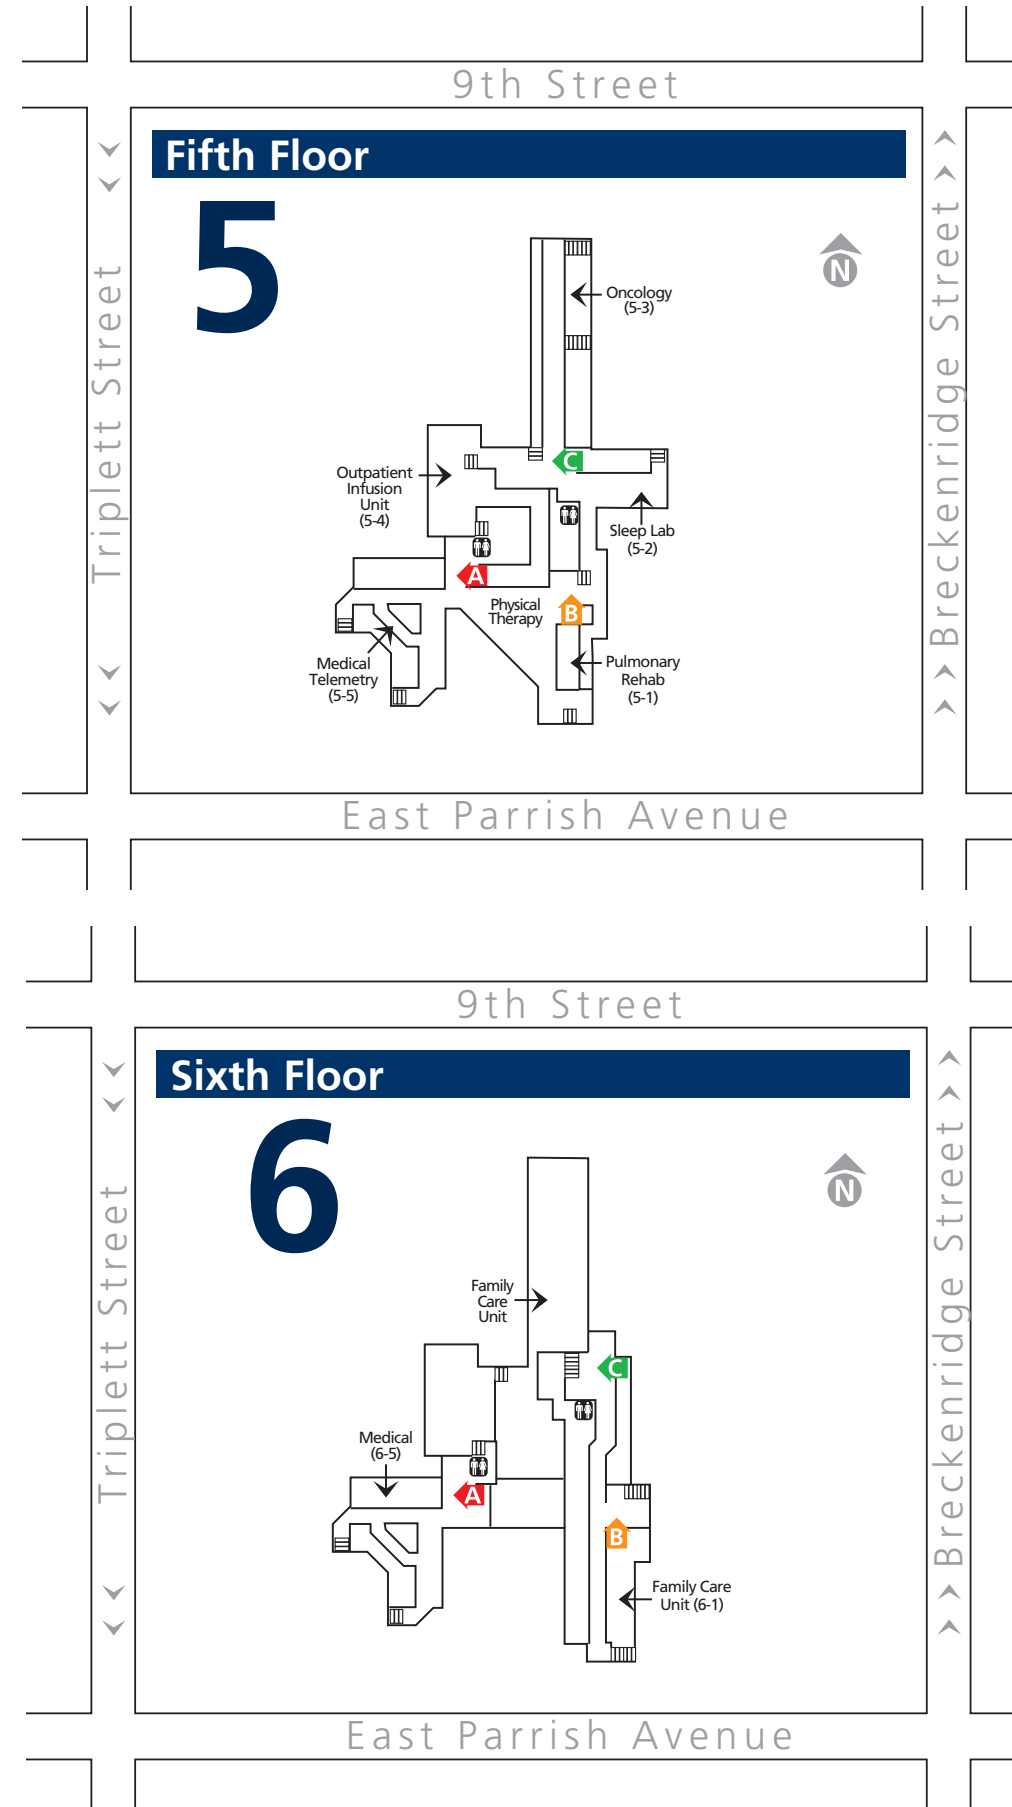 9th Street
Fifth Floor
5
N
Triplett Street
Breckenridge Street
Oncology
(5-3)
C
Outpatient
Infusion
Unit
(5-4)
Sleep Lab
(5-2)
A
Physical
Therapy
B
Medical
Telemetry
(5-5)
Pulmonary
Rehab
(5-1)
East Parrish Avenue
9th Street
Sixth Floor
6
N
Triplett Street
Breckenridge Street
Family
Care
Unit
C
Medical
(6-5)
A
B
Family Care
Unit (6-1)
East Parrish Avenue